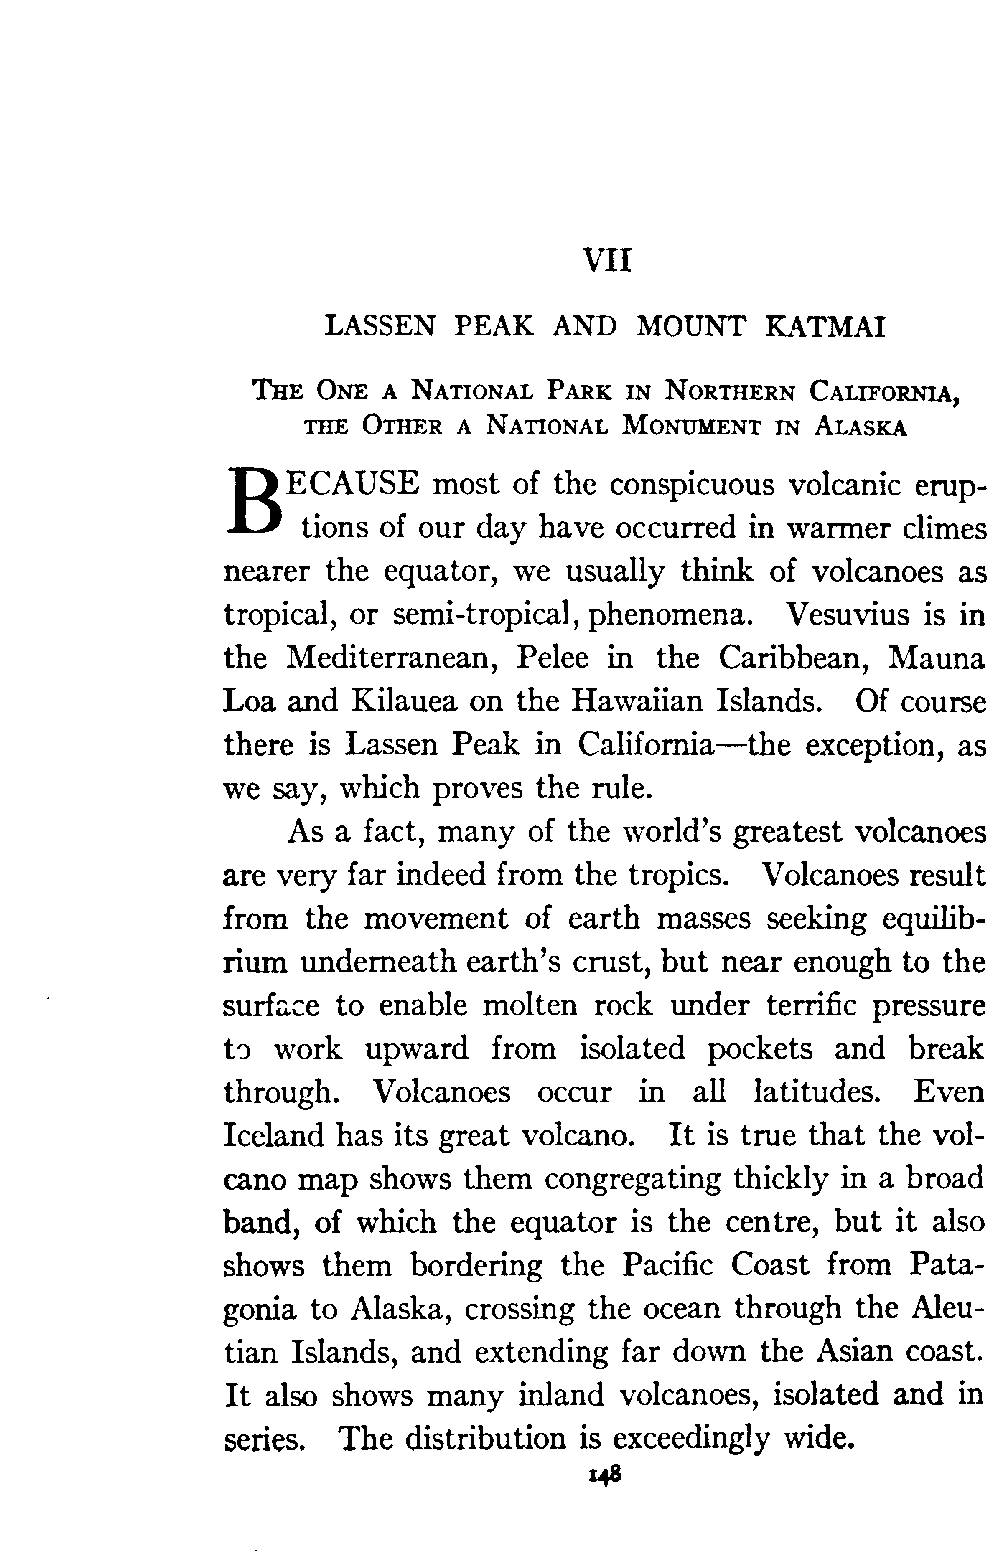 VII
LASSEN PEAK AND MOUNT KATMAI
THE ONE A NATIONAL PARK IN NORTHERN CALIFORNIA,
THE OTHER A NATIONAL MONUMENT IN ALASKA
BECAUSE most of the conspicuous volcanic erup-
tions of our day have occurred in warmer climes
nearer the equator, we usually think of volcanoes as
tropical, or semi-tropical, phenomena. Vesuvius is in
the Mediterranean, Pelee in the Caribbean, Mauna
Loa and Kilauea on the Hawaiian Islands. Of course
there is Lassen Peak in California—the exception, as
we say, which proves the rule.
As a fact, many of the world's greatest volcanoes
are very far indeed from the tropics. Volcanoes result
from the movement of earth masses seeking equilib-
rium underneath earth's crust, but near enough to the
surface to enable molten rock under terrific pressure
to work upward from isolated pockets and break
through. Volcanoes occur in all latitudes. Even
Iceland has its great volcano. It is true that the vol-
cano map shows them congregating thickly in a broad
band, of which the equator is the centre, but it also
shows them bordering the Pacific Coast from Pata-
gonia to Alaska, crossing the ocean through the Aleu-
tian Islands, and extending far down the Asian coast.
It also shows many inland volcanoes, isolated and in
series. The distribution is exceedingly wide.
148